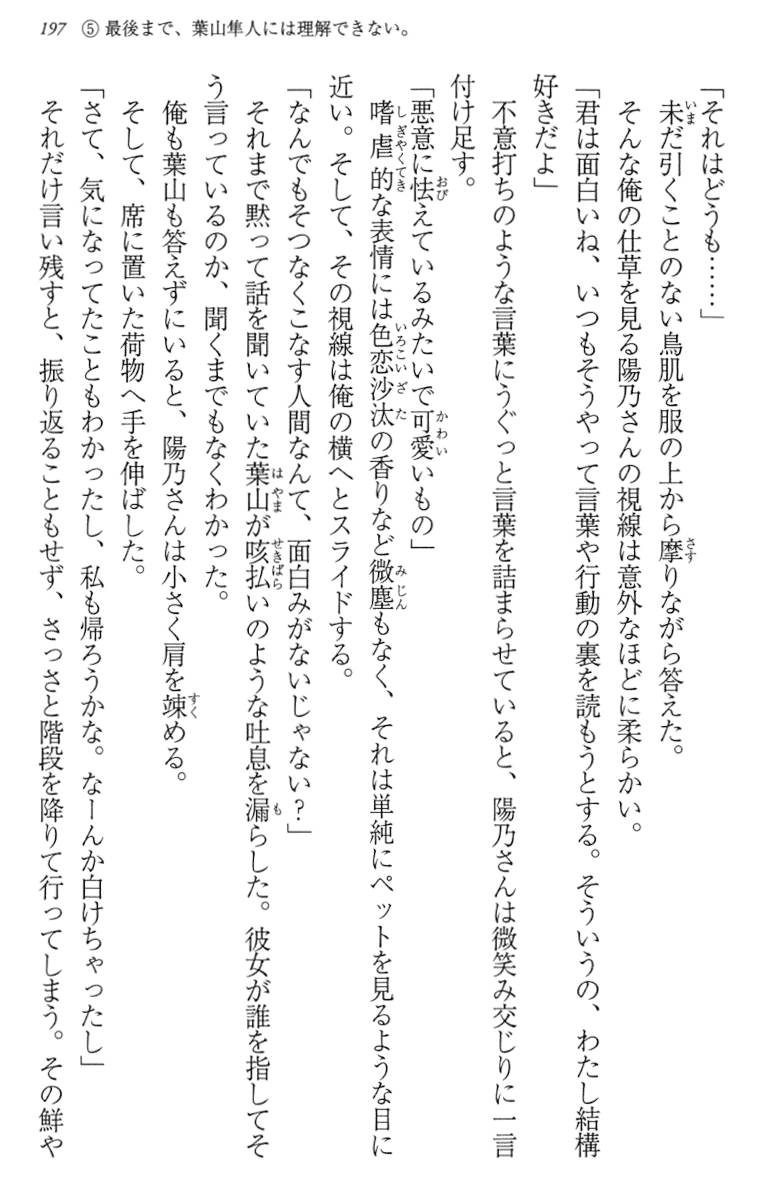 197　⑤ 最後まで、葉山隼人には理解できない。
「それはどうも……」
　未だ引くことのない鳥肌を服の上から摩りながら答えた。
　そんな俺の仕草を見る陽乃さんの視線は意外なほどに柔らかい。
「君は面白いね、いつもそうやって言葉や行動の裏を読もうとする。そういうの、わたし結構
好きだよ」
　不意打ちのような言葉にうぐっと言葉を詰まらせていると、陽乃さんは微笑み交じりに一言
付け足す。
「悪意に怯えているみたいで可愛いもの」
　嗜虐的な表情には色恋沙汰の香りなど微塵もなく、それは単純にペットを見るような目に
近い。そして、その視線は俺の横へとスライドする。
「なんでもそつなくこなす人間なんて、面白みがないじゃない？」
　それまで黙って話を聞いていた葉山が咳払いのような吐息を漏らした。彼女が誰を指してそ
う言っているのか、聞くまでもなくわかった。
　俺も葉山も答えずにいると、陽乃さんは小さく肩を竦める。
　そして、席に置いた荷物へ手を伸ばした。
「さて、気になってたこともわかったし、私も帰ろうかな。なーんか白けちゃったし」
　それだけ言い残すと、振り返ることもせず、さっさと階段を降りて行ってしまう。その鮮や